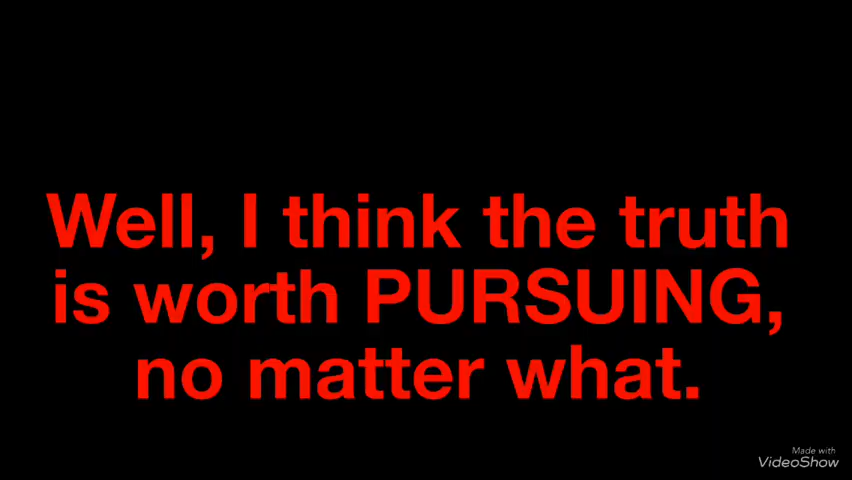 Well, I think the truth
is worth PURSUING,
no matter what.
Made with
VideoShow